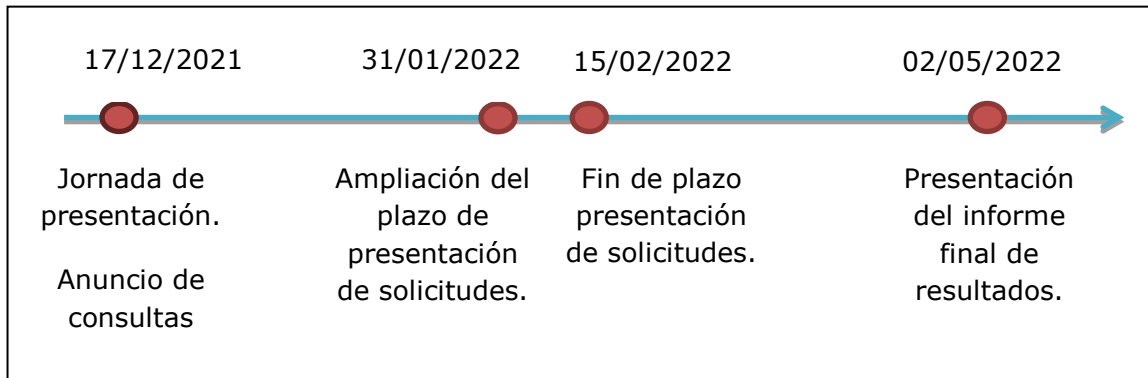 17/12/2021
31/01/2022
15/02/2022
02/05/2022
Jornada de
presentación.
Anuncio de
consultas
Ampliación del
plazo de
presentación
de solicitudes.
Fin de plazo
presentación
de solicitudes.
Presentación
del informe
final de
resultados.